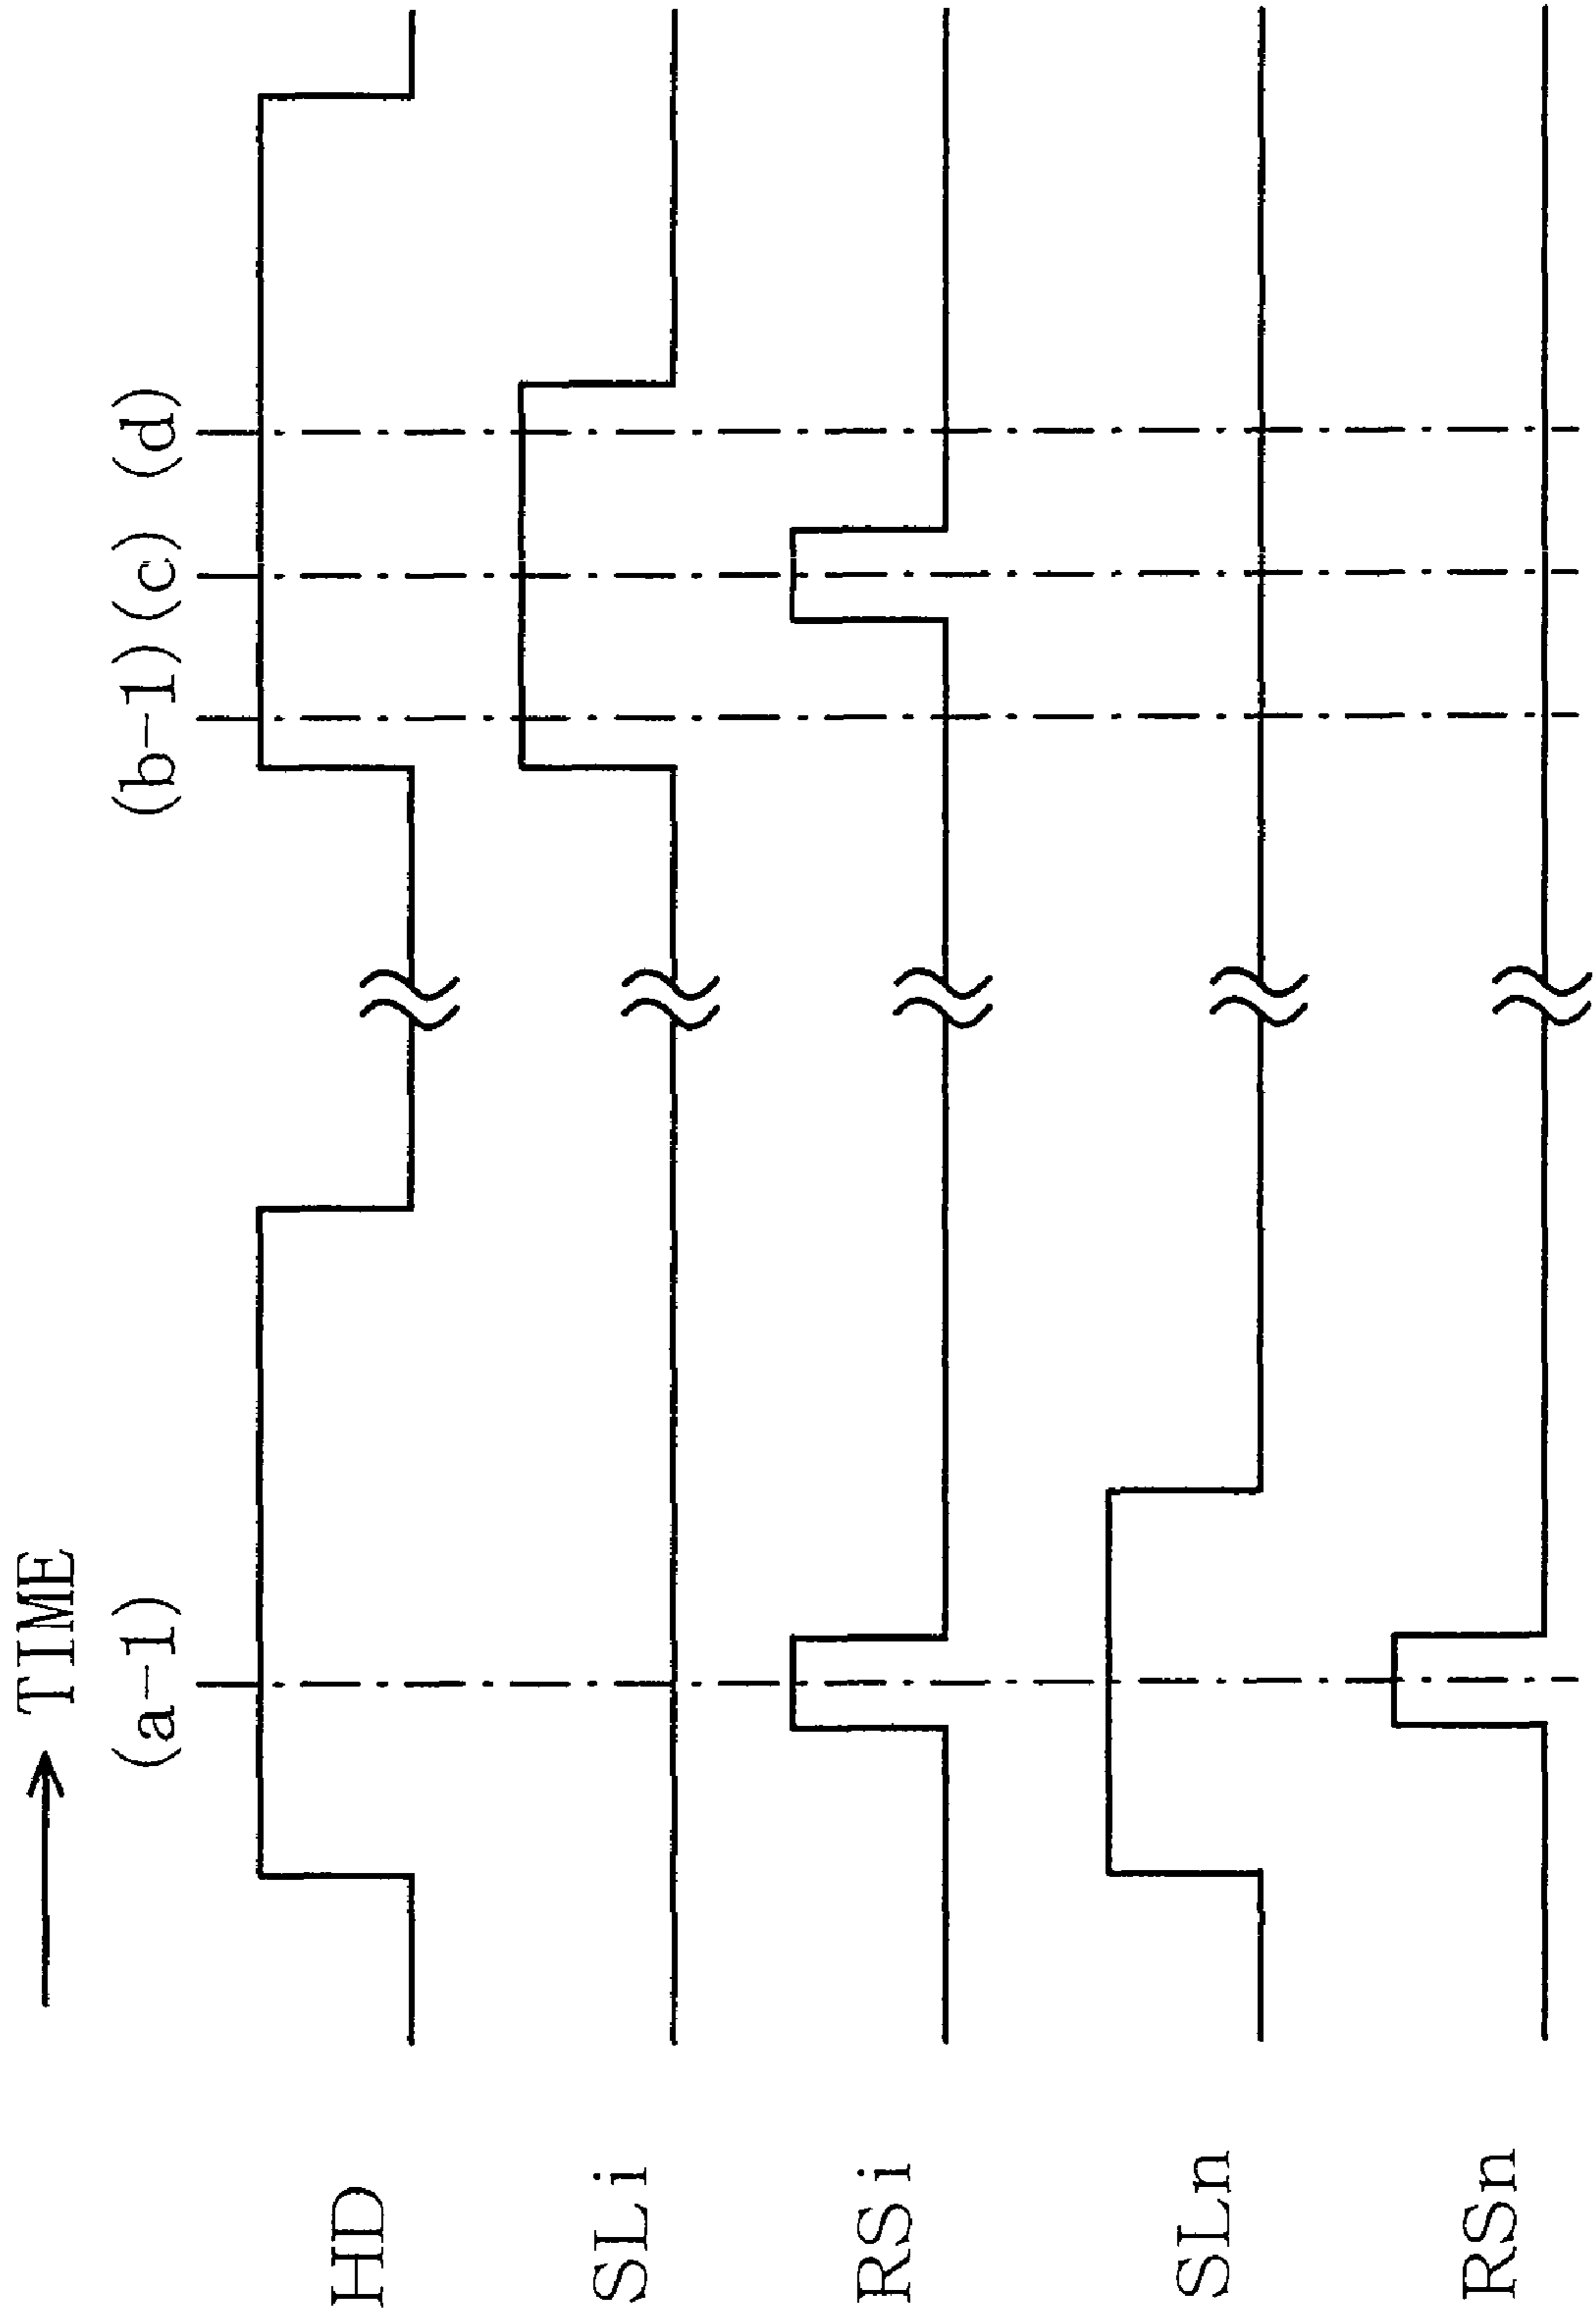 TIME
(a-1)
(b-1) (c) (d)
HD
SLi
RSi
SLn
RSn